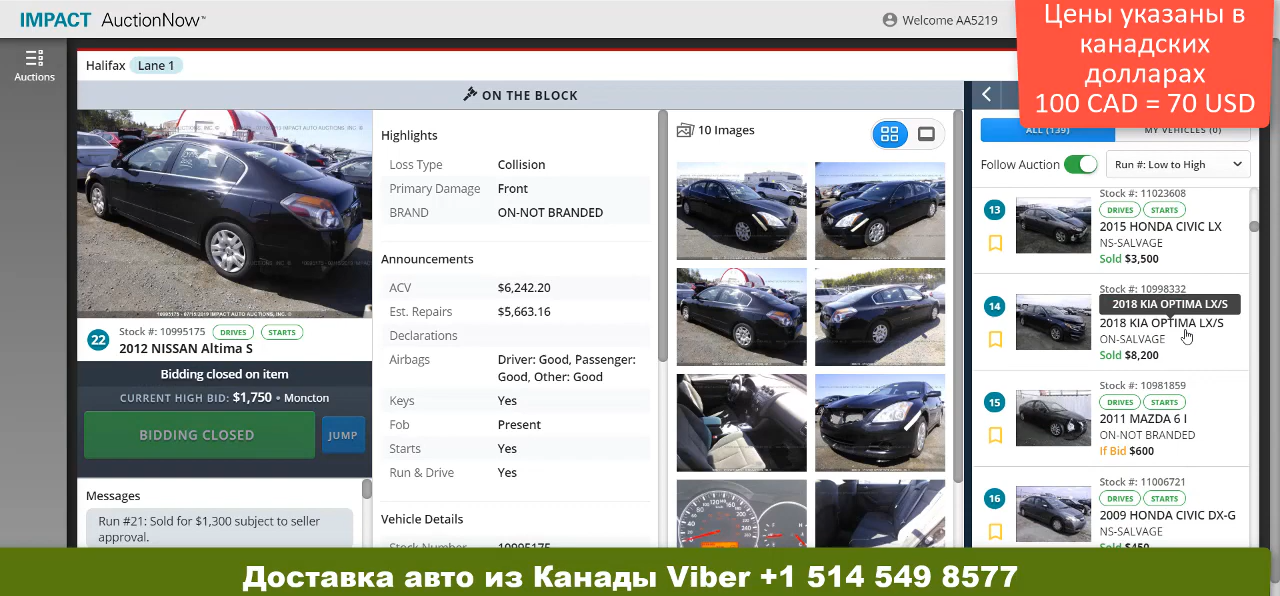 IMPACT AuctionNow™
Welcome AA5219
Цены указаны в
канадских
долларах
100 CAD = 70 USD
Auctions
Halifax Lane 1
ON THE BLOCK
22
Stock #: 10995175 DRIVES STARTS
2012 NISSAN Altima S
Bidding closed on item
CURRENT HIGH BID: $1,750 • Moncton
BIDDING CLOSED JUMP
Messages
Run #21: Sold for $1,300 subject to seller
approval.
Highlights
Loss Type Collision
Primary Damage Front
BRAND ON-NOT BRANDED
Announcements
ACV $6,242.20
Est. Repairs $5,663.16
Declarations
Airbags Driver: Good, Passenger:
Good, Other: Good
Keys Yes
Fob Present
Starts Yes
Run & Drive Yes
Vehicle Details
Stock Number 10995175
10 Images
ALL (139) MY VEHICLES (0)
Follow Auction Run #: Low to High
13
Stock #: 11023608
DRIVES STARTS
2015 HONDA CIVIC LX
NS-SALVAGE
Sold $3,500
14
Stock #: 10998332
2018 KIA OPTIMA LX/S
2018 KIA OPTIMA LX/S
ON-SALVAGE
Sold $8,200
15
Stock #: 10981859
DRIVES STARTS
2011 MAZDA 6 I
ON-NOT BRANDED
If Bid $600
16
Stock #: 11006721
DRIVES STARTS
2009 HONDA CIVIC DX-G
NS-SALVAGE
Sold $450
Доставка авто из Канады Viber +1 514 549 8577